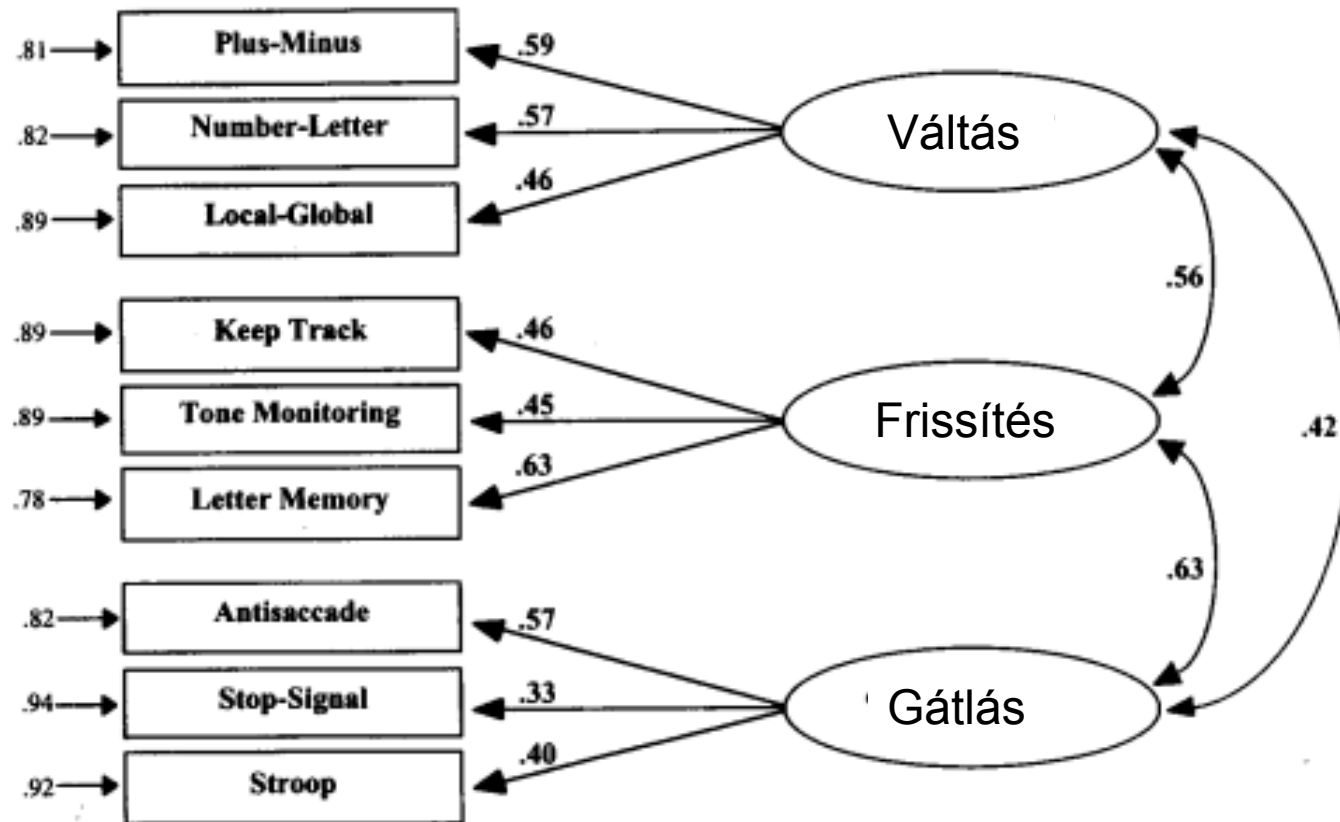 .81 Plus-Minus .59
.82 Number-Letter .57 Váltás
.89 Local-Global .46
.56
.89 Keep Track .46
.89 Tone Monitoring .45 Frissítés .42
.78 Letter Memory .63
.63
.82 Antisaccade .57
.94 Stop-Signal .33 Gátlás
.92 Stroop .40